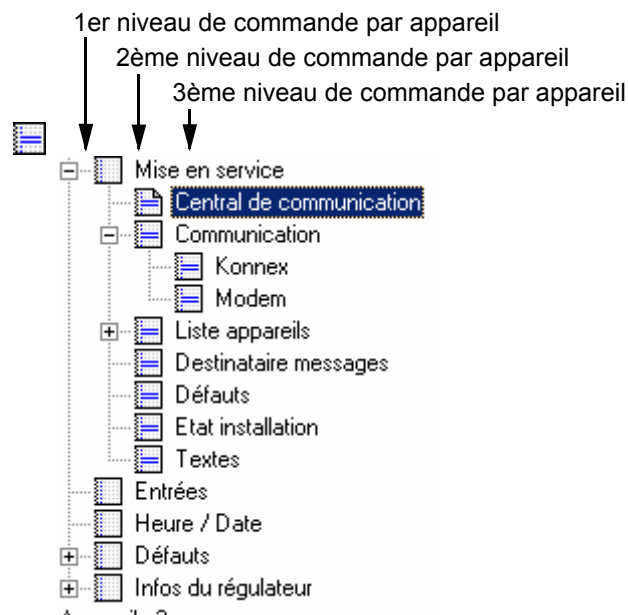 1er niveau de commande par appareil
2ème niveau de commande par appareil
3ème niveau de commande par appareil
Mise en service
Central de communication
Communication
Konnex
Modem
Liste appareils
Destinataire messages
Défauts
Etat installation
Textes
Entrées
Heure / Date
Défauts
Infos du régulateur